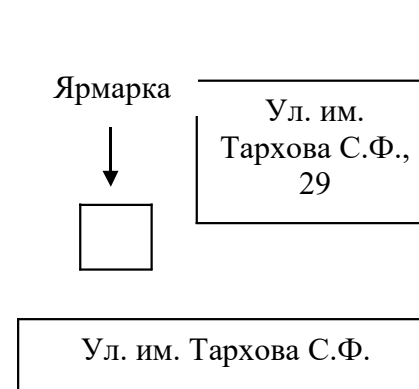 Ярмарка
Ул. им.
Тархова С.Ф.,
29
Ул. им. Тархова С.Ф.